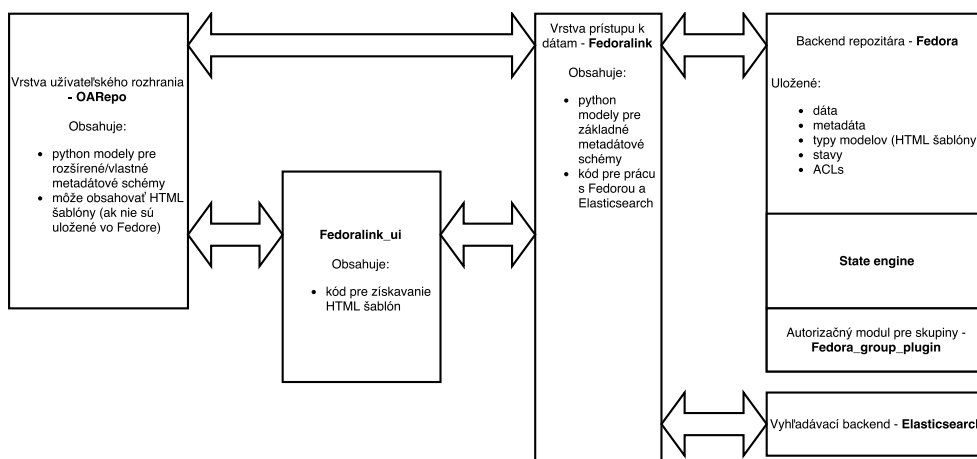 Vrstva užívateľského rozhrania
- OARepo
Obsahuje:
• python modely pre
rozšírené/vlastné
metadátové schémy
• môže obsahovať HTML
šablóny (ak nie sú
uložené vo Fedore)
Fedoralink_ui
Obsahuje:
• kód pre získavanie
HTML šablón
Vrstva prístupu k
dátam - Fedoralink
Obsahuje:
• python
modely pre
základné
metadátové
schémy
• kód pre prácu
s Fedorou a
Elasticsearch
Backend repozitára - Fedora
Uložené:
• dáta
• metadáta
• typy modelov (HTML šablóny
• stavy
• ACLs
State engine
Autorizačný modul pre skupiny -
Fedora_group_plugin
Vyhľadávací backend - Elasticsearch